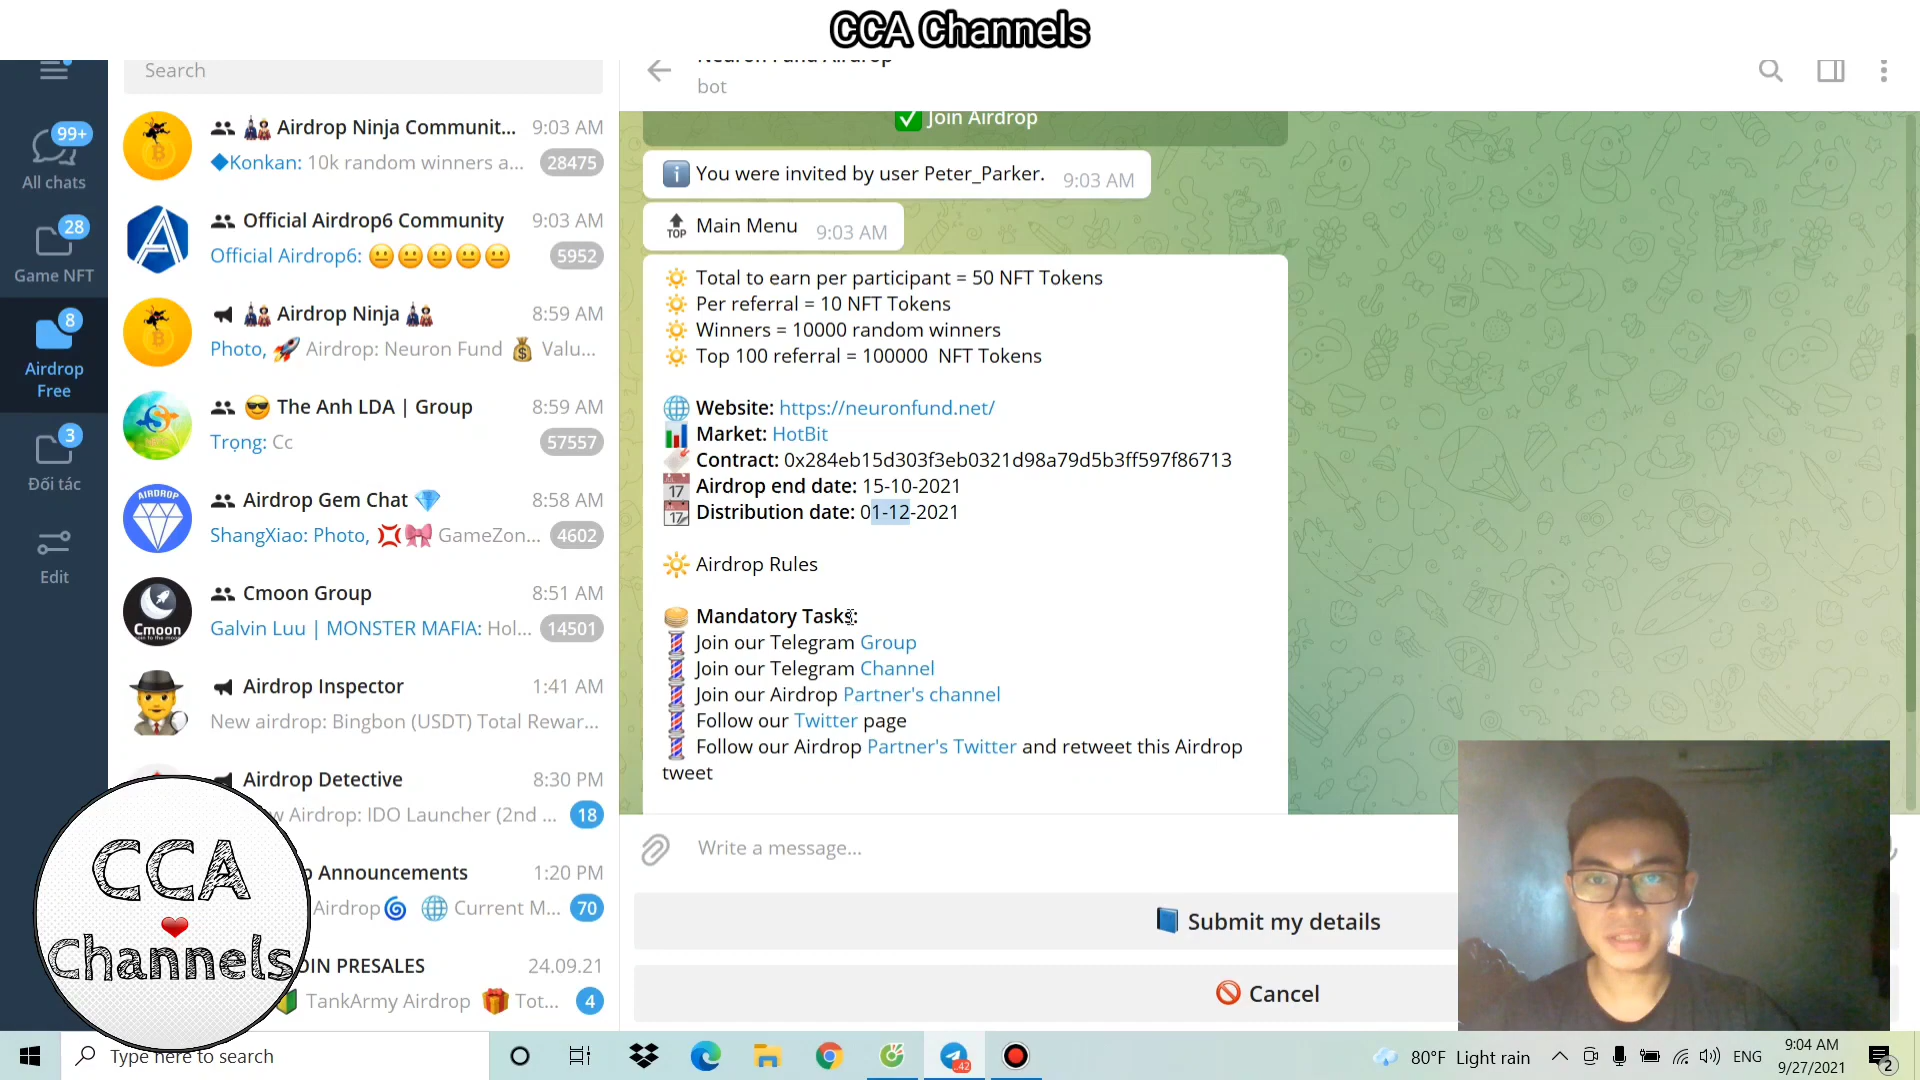 CCA Channels
Search
99+
All chats
28
Game NFT
8
Airdrop
Free
3
Đối tác
Edit
Airdrop Ninja Communit... 9:03 AM
Konkan: 10k random winners a... 28475
Official Airdrop6 Community 9:03 AM
Official Airdrop6: 5952
Airdrop Ninja 8:59 AM
Photo, Airdrop: Neuron Fund Valu...
The Anh LDA | Group 8:59 AM
Trọng: Cc 57557
AIRDROP
Airdrop Gem Chat 8:58 AM
ShangXiao: Photo, GameZon... 4602
Cmoon
Cmoon Group 8:51 AM
Galvin Luu | MONSTER MAFIA: Hol... 14501
Airdrop Inspector 1:41 AM
New airdrop: Bingbon (USDT) Total Rewar...
Airdrop Detective 8:30 PM
w Airdrop: IDO Launcher (2nd ... 18
p Announcements 1:20 PM
Airdrop Current M... 70
OIN PRESALES 24.09.21
TankArmy Airdrop Tot... 4
CCA
Channels
Neuron Fund Airdrop
bot
Join Airdrop
You were invited by user Peter_Parker. 9:03 AM
TOP Main Menu 9:03 AM
Total to earn per participant = 50 NFT Tokens
Per referral = 10 NFT Tokens
Winners = 10000 random winners
Top 100 referral = 100000 NFT Tokens
Website: https://neuronfund.net/
Market: HotBit
Contract: 0x284eb15d303f3eb0321d98a79d5b3ff597f86713
17 Airdrop end date: 15-10-2021
17 Distribution date: 01-12-2021
Airdrop Rules
Mandatory Tasks:
Join our Telegram Group
Join our Telegram Channel
Join our Airdrop Partner's channel
Follow our Twitter page
Follow our Airdrop Partner's Twitter and retweet this Airdrop
tweet
Write a message...
Submit my details
Cancel
Type here to search
..42
80°F Light rain
ENG
9:04 AM
9/27/2021
2